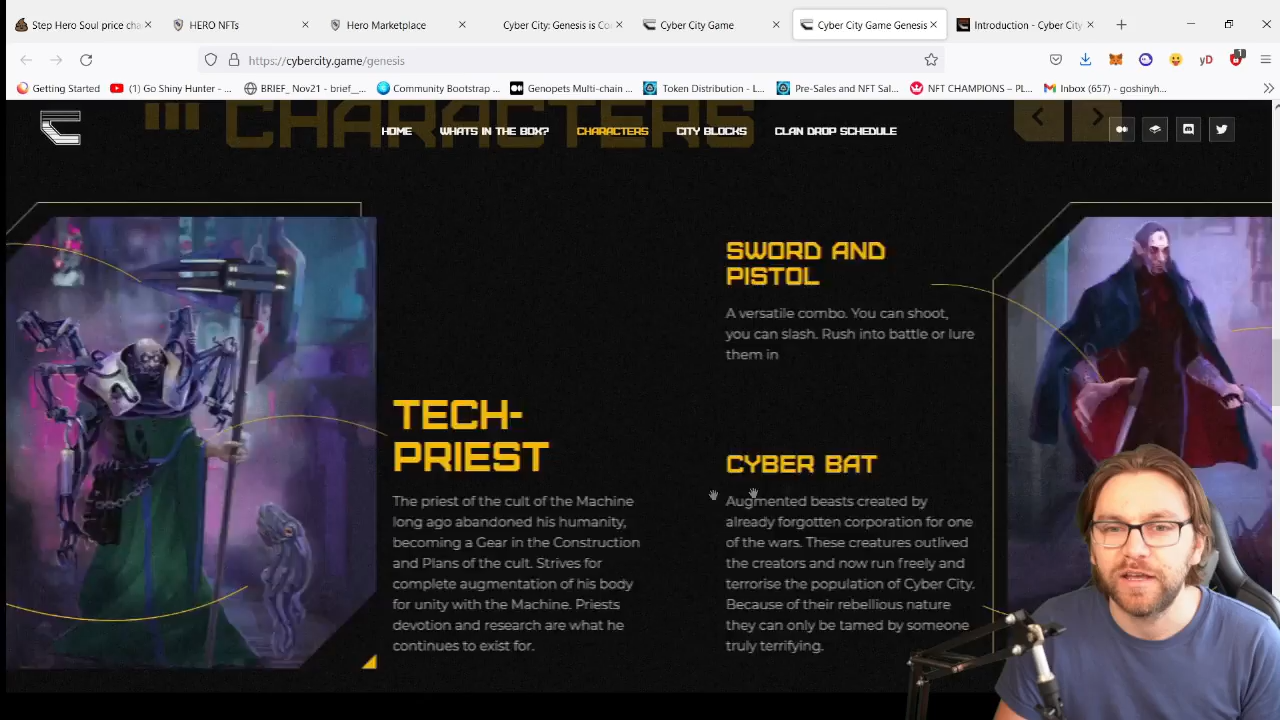 Step Hero Soul price cha
HERO NFTs
Hero Marketplace
Cyber City: Genesis is Co
Cyber City Game
Cyber City Game Genesis
Introduction - Cyber City
https://cybercity.game/genesis
yD
1
Getting Started
(1) Go Shiny Hunter ...
BRIEF_ Nov21 - brief_...
Community Bootstrap ...
Genopets Multi-chain ...
Token Distribution - L...
Pre-Sales and NFT Sal...
NFT CHAMPIONS – PL...
Inbox (657) - goshinyh...
CHARACTERS
HOME
WHATS IN THE BOX?
CHARACTERS
CITY BLOCKS
CLAN DROP SCHEDULE
TECH-
PRIEST
The priest of the cult of the Machine
long ago abandoned his humanity,
becoming a Gear in the Construction
and Plans of the cult. Strives for
complete augmentation of his body
for unity with the Machine. Priests
devotion and research are what he
continues to exist for.
SWORD AND
PISTOL
A versatile combo. You can shoot,
you can slash. Rush into battle or lure
them in
CYBER BAT
Augmented beasts created by
already forgotten corporation for one
of the wars. These creatures outlived
the creators and now run freely and
terrorise the population of Cyber City.
Because of their rebellious nature
they can only be tamed by someone
truly terrifying.